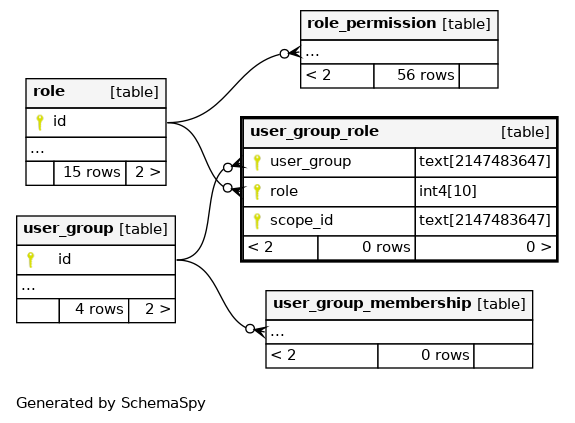 role_permission [table]
...
< 2 56 rows
role [table]
id
...
15 rows 2 >
user_group_role [table]
user_group text[2147483647]
role int4[10]
scope_id text[2147483647]
< 2 0 rows 0 >
user_group [table]
id
...
4 rows 2 >
user_group_membership [table]
...
< 2 0 rows
Generated by SchemaSpy